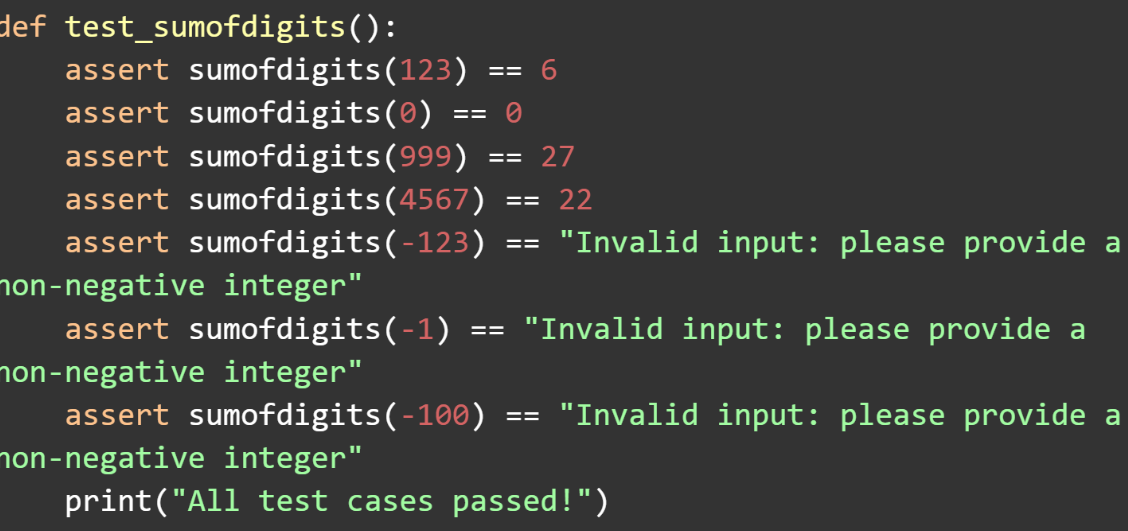 def test_sumofdigits():
    assert sumofdigits(123) == 6
    assert sumofdigits(0) == 0
    assert sumofdigits(999) == 27
    assert sumofdigits(4567) == 22
    assert sumofdigits(-123) == "Invalid input: please provide a
non-negative integer"
    assert sumofdigits(-1) == "Invalid input: please provide a
non-negative integer"
    assert sumofdigits(-100) == "Invalid input: please provide a
non-negative integer"
    print("All test cases passed!")